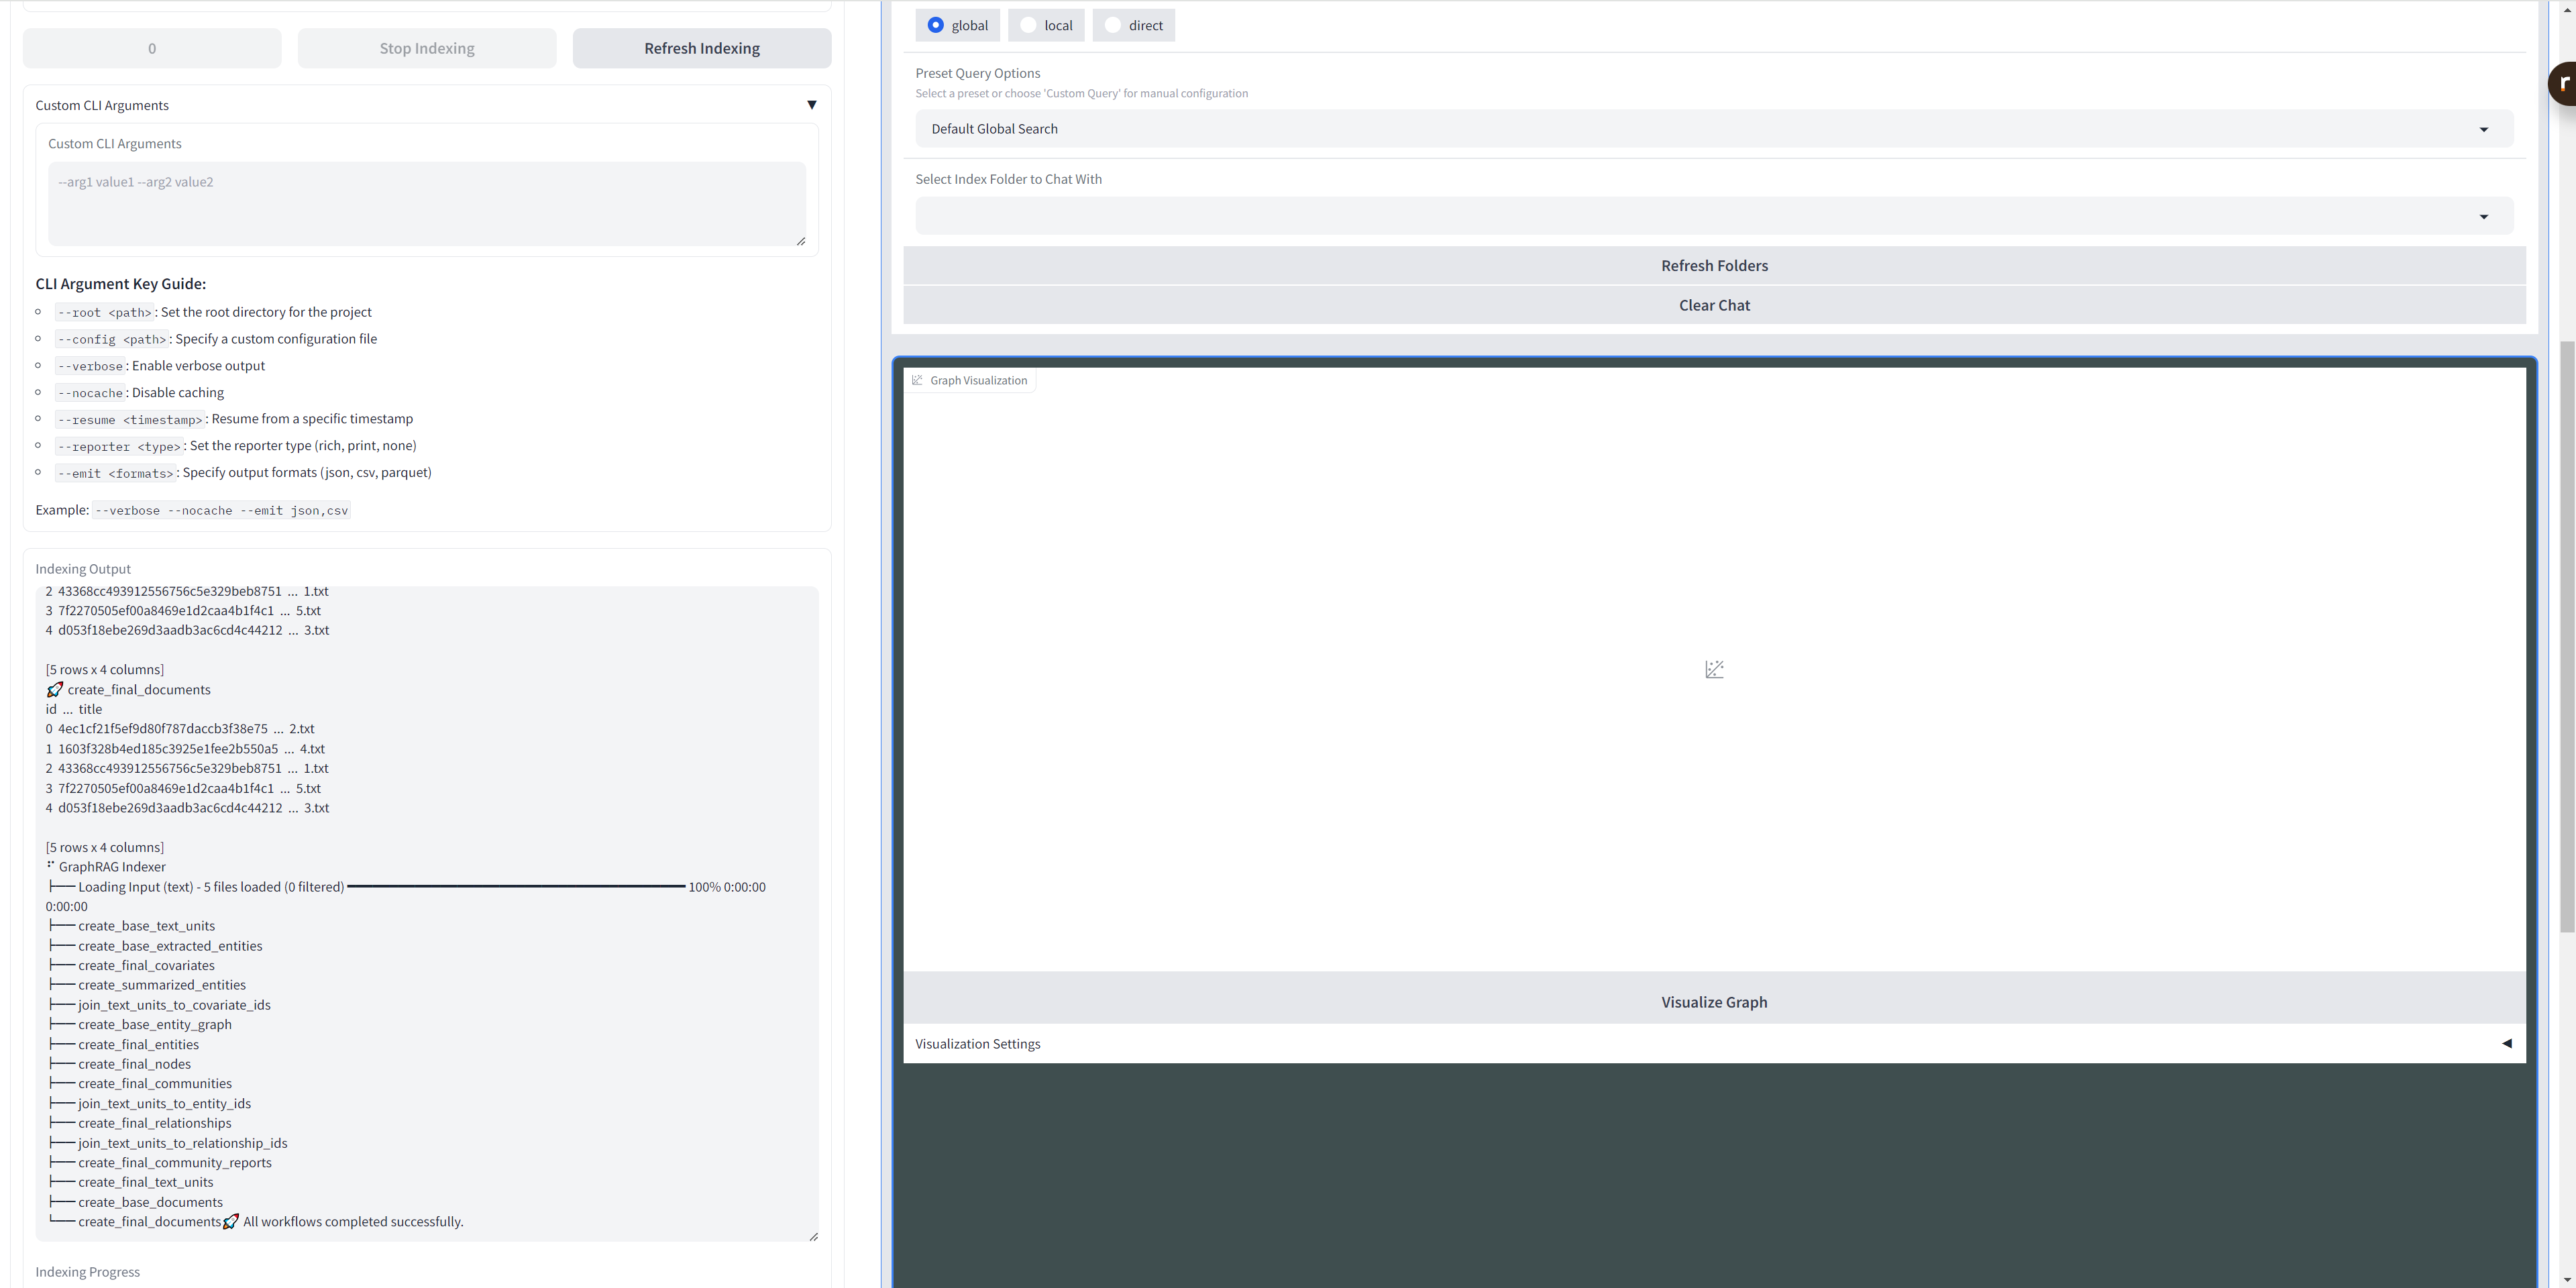 0
Stop Indexing
Refresh Indexing
Custom CLI Arguments
Custom CLI Arguments
--arg1 value1 --arg2 value2
CLI Argument Key Guide:
--root <path>: Set the root directory for the project
--config <path>: Specify a custom configuration file
--verbose: Enable verbose output
--nocache: Disable caching
--resume <timestamp>: Resume from a specific timestamp
--reporter <type>: Set the reporter type (rich, print, none)
--emit <formats>: Specify output formats (json, csv, parquet)
Example: --verbose --nocache --emit json,csv
Indexing Output
2 43368cc493912556756c5e329beb8751 ... 1.txt
3 7f2270505ef00a8469e1d2caa4b1f4c1 ... 5.txt
4 d053f18ebe269d3aadb3ac6cd4c44212 ... 3.txt
[5 rows x 4 columns]
🚀 create_final_documents
id ... title
0 4ec1cf21f5ef9d80f787daccb3f38e75 ... 2.txt
1 1603f328b4ed185c3925e1fee2b550a5 ... 4.txt
2 43368cc493912556756c5e329beb8751 ... 1.txt
3 7f2270505ef00a8469e1d2caa4b1f4c1 ... 5.txt
4 d053f18ebe269d3aadb3ac6cd4c44212 ... 3.txt
[5 rows x 4 columns]
⠋ GraphRAG Indexer
├── Loading Input (text) - 5 files loaded (0 filtered) ━━━━━━━━━━━━━━━━━━━━ 100% 0:00:00
0:00:00
├── create_base_text_units
├── create_base_extracted_entities
├── create_final_covariates
├── create_summarized_entities
├── join_text_units_to_covariate_ids
├── create_base_entity_graph
├── create_final_entities
├── create_final_nodes
├── create_final_communities
├── join_text_units_to_entity_ids
├── create_final_relationships
├── join_text_units_to_relationship_ids
├── create_final_community_reports
├── create_final_text_units
├── create_base_documents
└── create_final_documents🚀 All workflows completed successfully.
Indexing Progress
global
local
direct
Preset Query Options
Select a preset or choose 'Custom Query' for manual configuration
Default Global Search
Select Index Folder to Chat With
Refresh Folders
Clear Chat
Graph Visualization
Visualize Graph
Visualization Settings
r